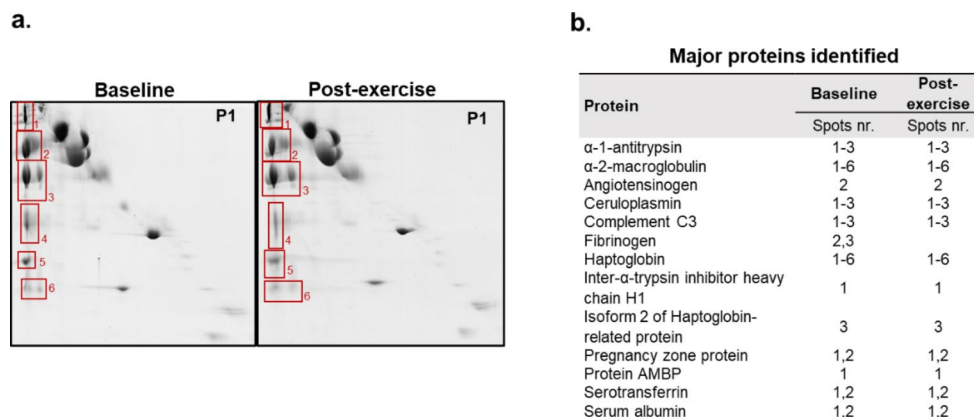 a.
Baseline
Post-exercise
P1
1
2
3
4
5
6
P1
1
2
3
4
5
6
b.
Major proteins identified
Protein Baseline Post-exercise
Spots nr. Spots nr.
α-1-antitrypsin 1-3 1-3
α-2-macroglobulin 1-6 1-6
Angiotensinogen 2 2
Ceruloplasmin 1-3 1-3
Complement C3 1-3 1-3
Fibrinogen 2,3
Haptoglobin 1-6 1-6
Inter-α-trypsin inhibitor heavy
chain H1 1 1
Isoform 2 of Haptoglobin-
related protein 3 3
Pregnancy zone protein 1,2 1,2
Protein AMBP 1 1
Serotransferrin 1,2 1,2
Serum albumin 1,2 1,2